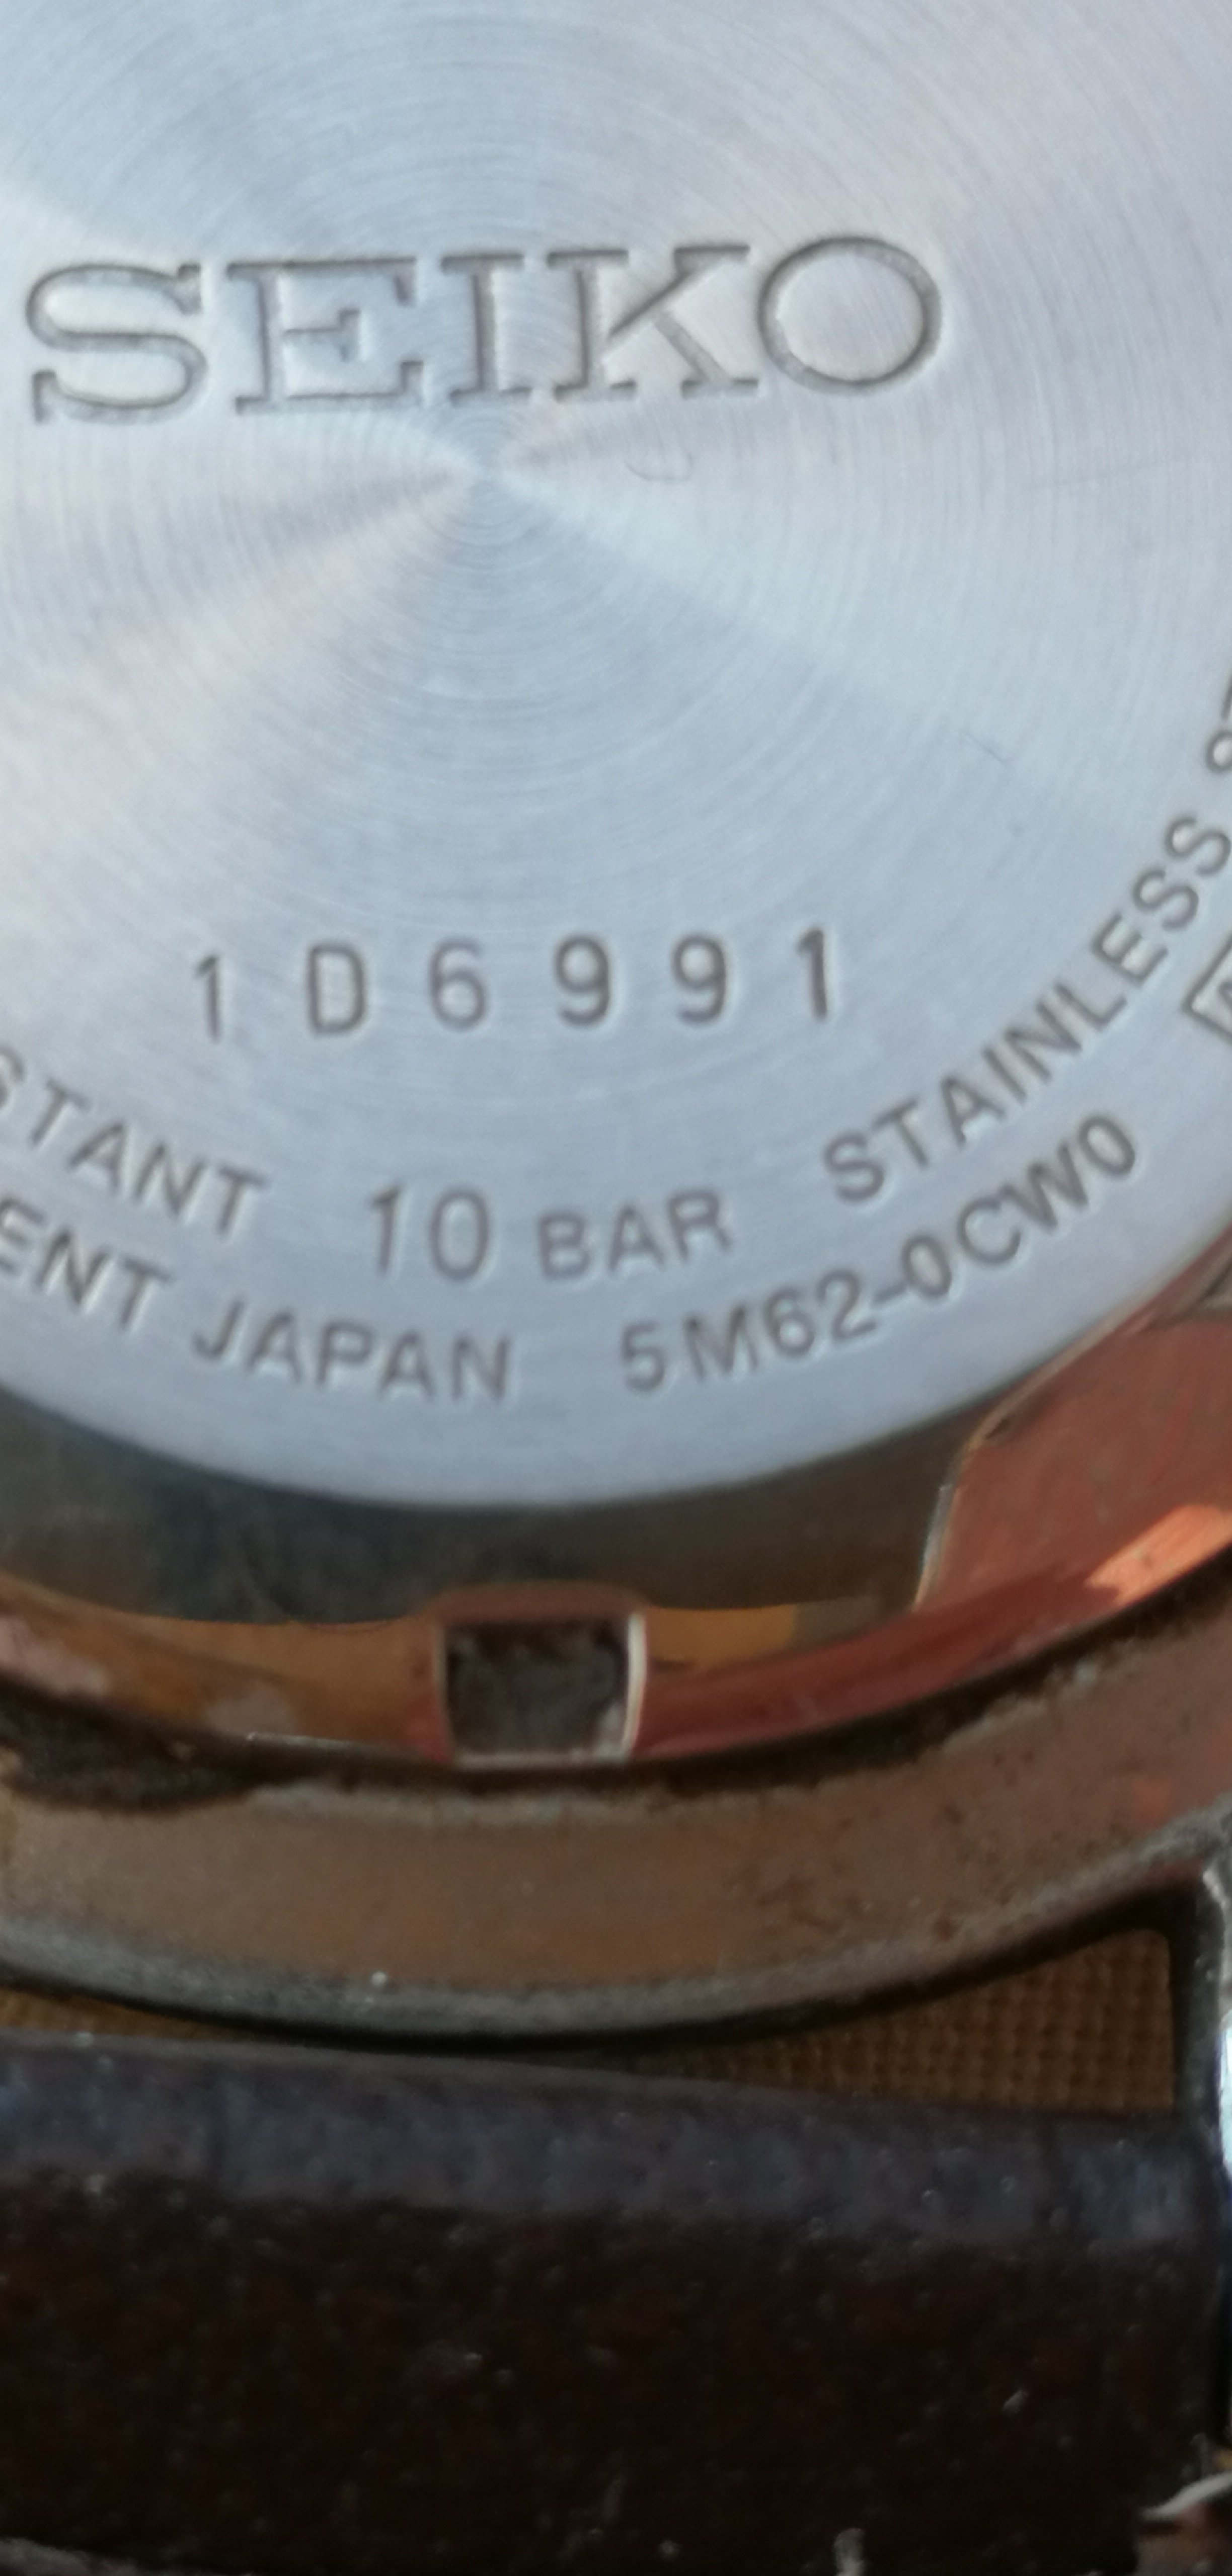 SEIKO
1D6991
STANT 10 BAR STAINLESS
ENT JAPAN 5M62-0CW0